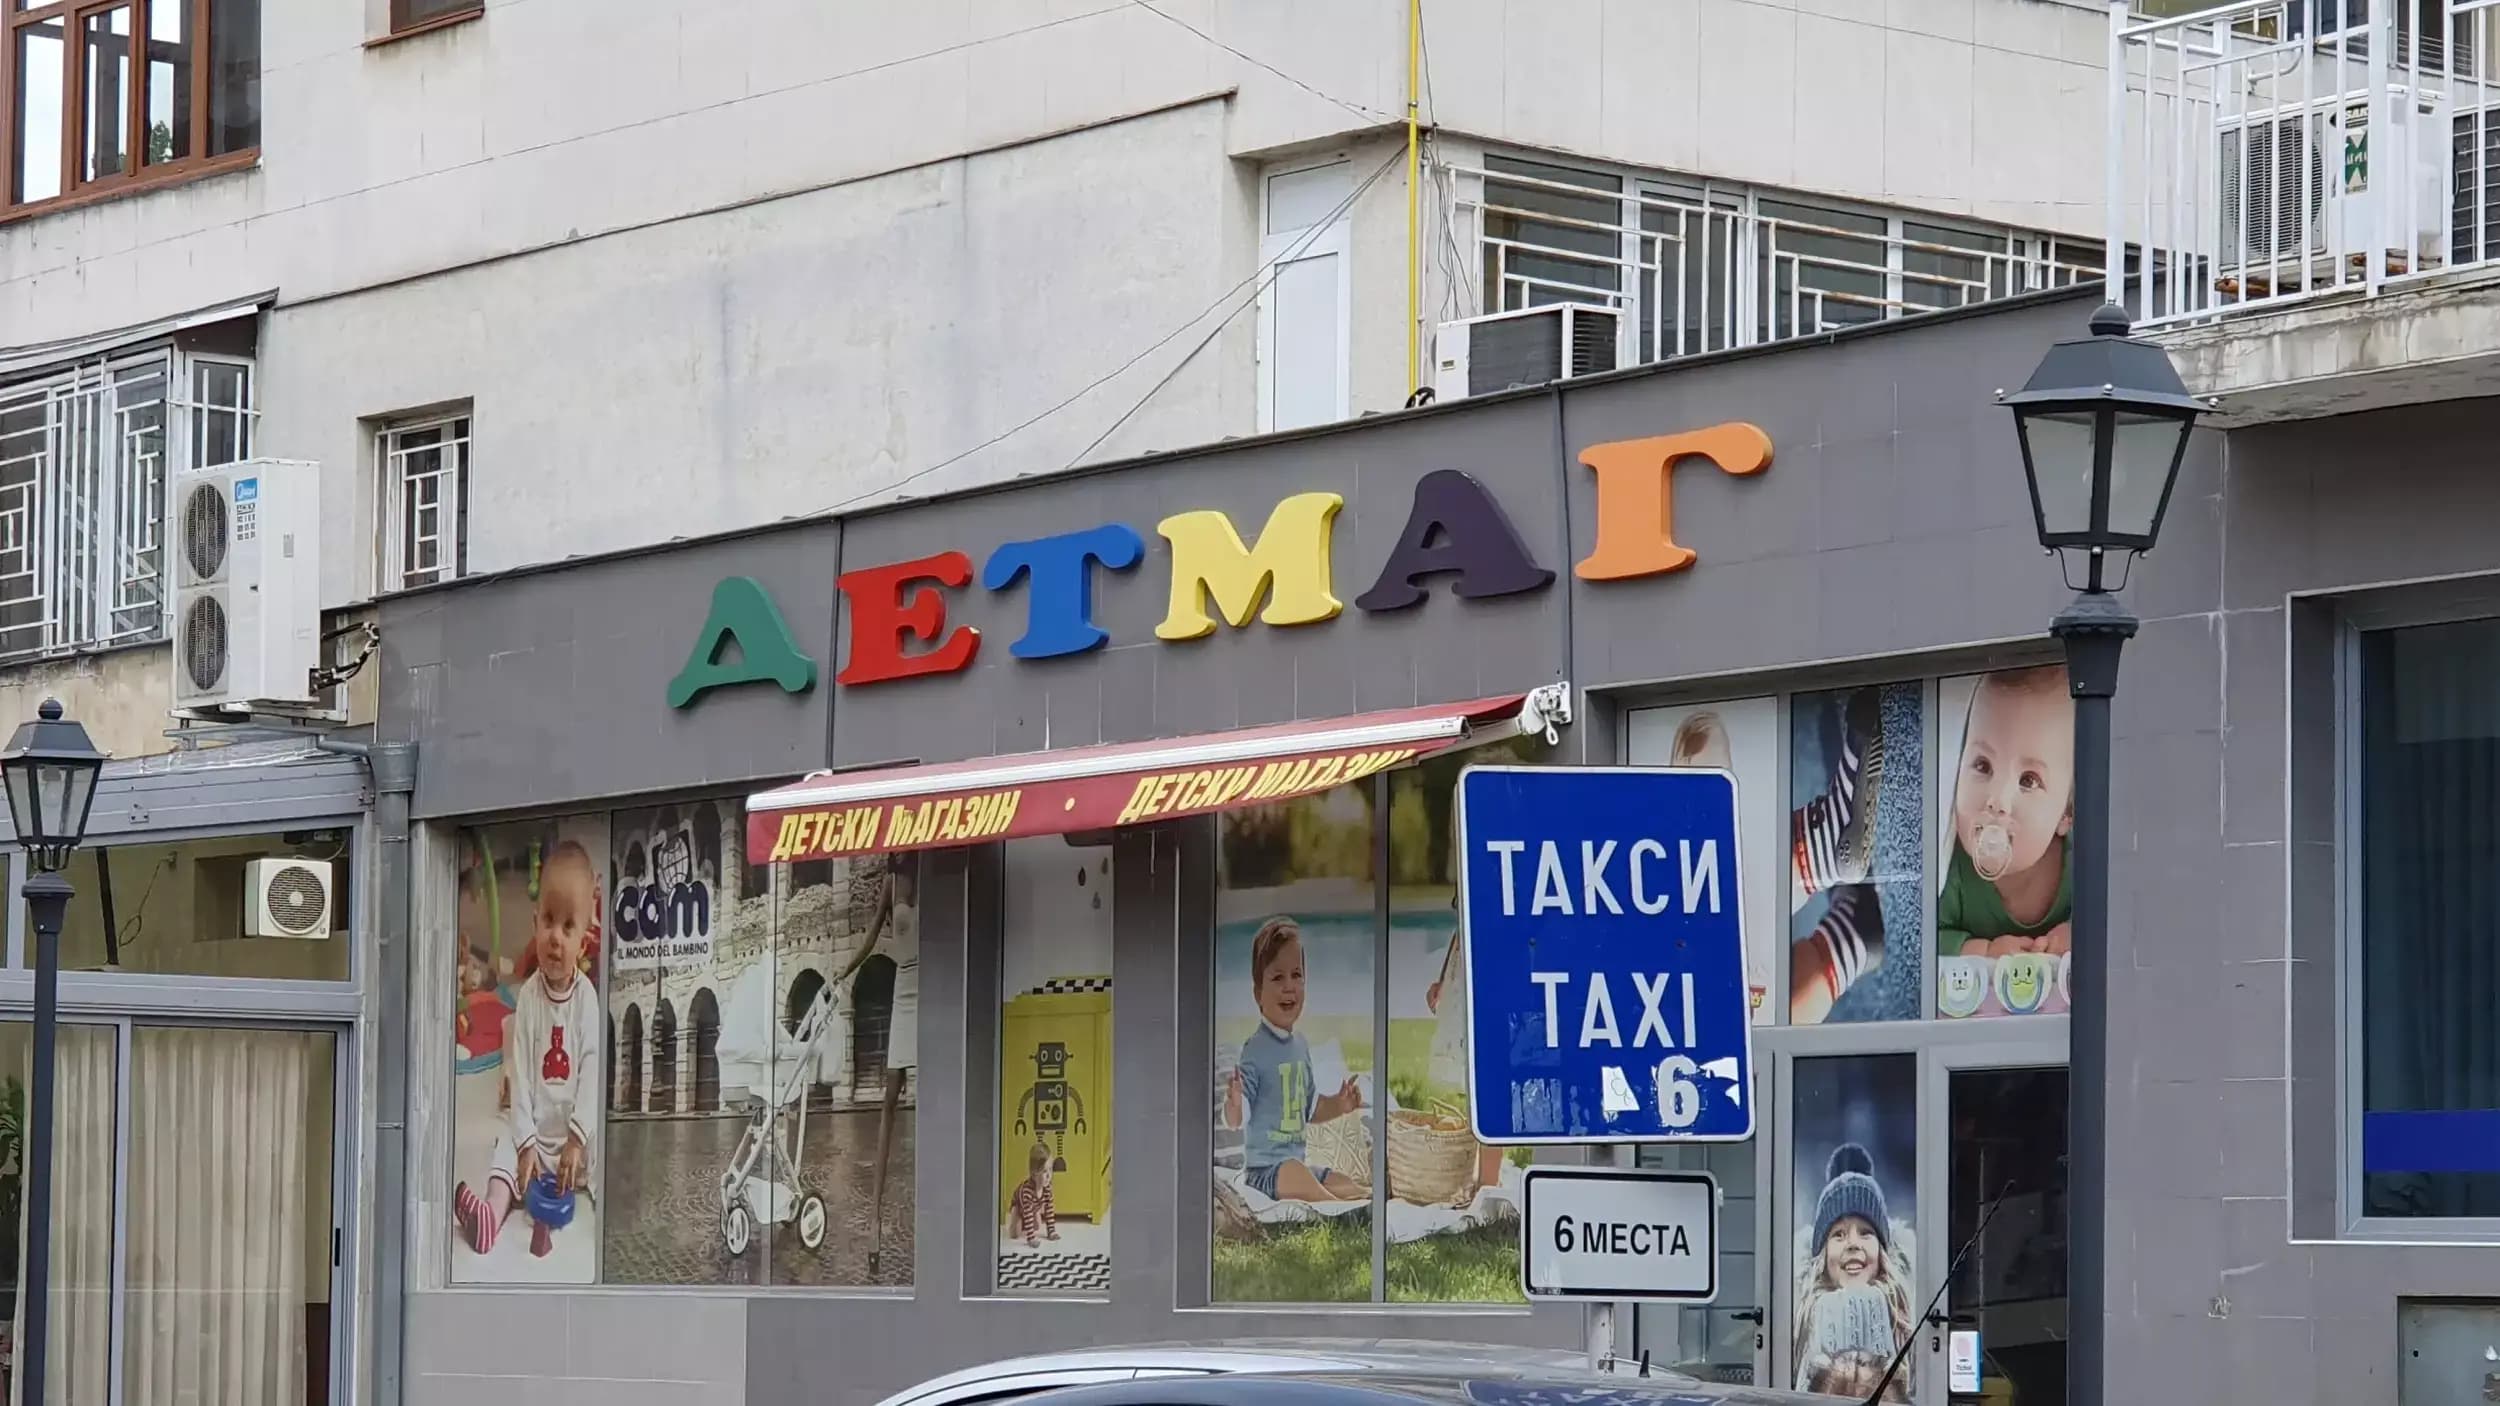 ДЕТМАГ
ДЕТСКИ МАГАЗИН • ДЕТСКИ МАГАЗИН
cam
IL MONDO DEL BAMBINO
ТАКСИ
TAXI
6
6 МЕСТА